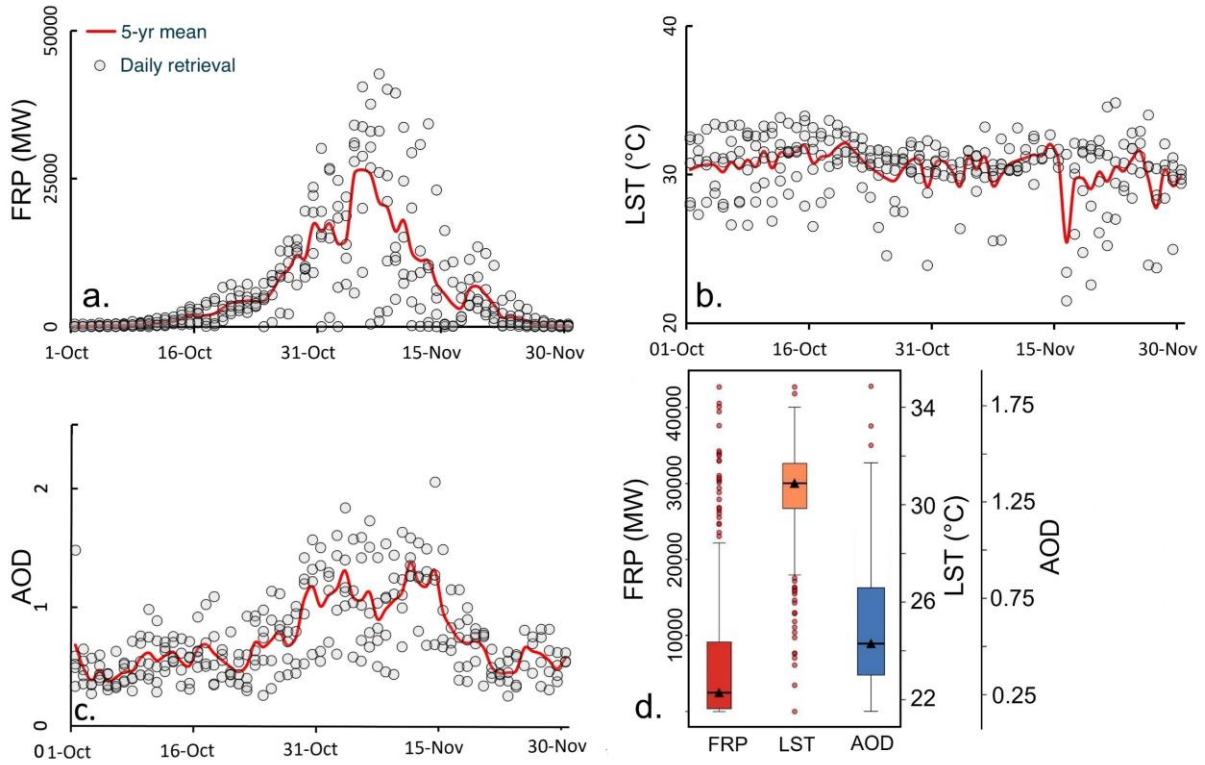 5-yr mean
Daily retrieval
FRP (MW)
50000
25000
0
a.
1-Oct 16-Oct 31-Oct 15-Nov 30-Nov
LST (°C)
40
30
20
b.
01-Oct 16-Oct 31-Oct 15-Nov 30-Nov
AOD
2
1
0
c.
01-Oct 16-Oct 31-Oct 15-Nov 30-Nov
FRP (MW)
40000
30000
20000
10000
d.
FRP LST AOD
34
30
26
22
LST (°C)
1.75
1.25
0.75
0.25
AOD